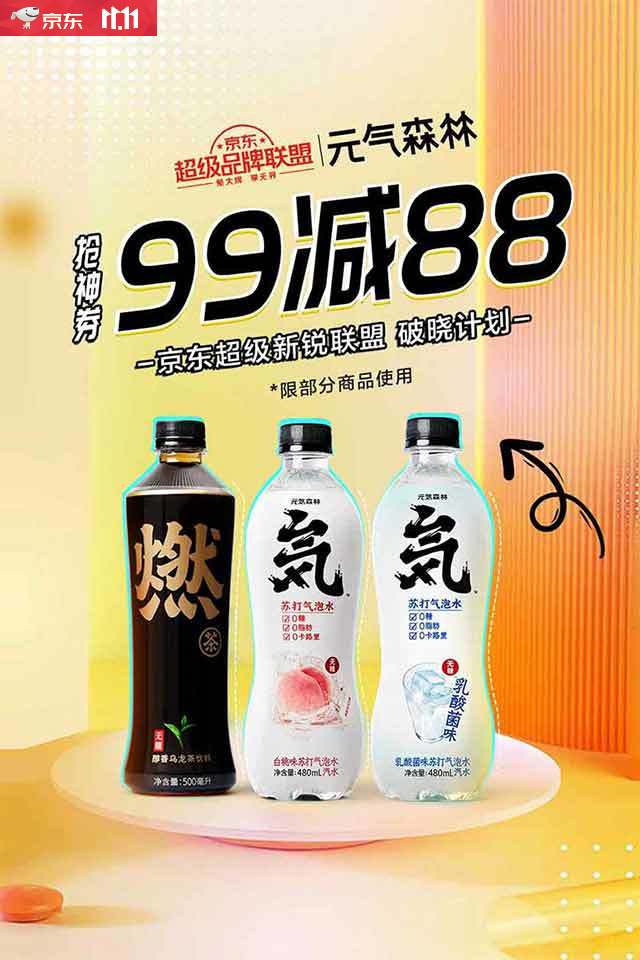 京东 11.11
京东
超级品牌联盟
聚大牌 享无界
元气森林
抢神券
99减88
京东超级新锐联盟 破晓计划
*限部分商品使用
燃
茶
无糖
醇香乌龙茶饮料
净含量:500毫升
元気森林
気
苏打气泡水
0糖
0脂肪
0卡路里
无糖
白桃味苏打气泡水
净含量:480mL 汽水
元気森林
気
苏打气泡水
0糖
0脂肪
0卡路里
无糖
乳酸菌味
乳酸菌味苏打气泡水
净含量:480mL 汽水